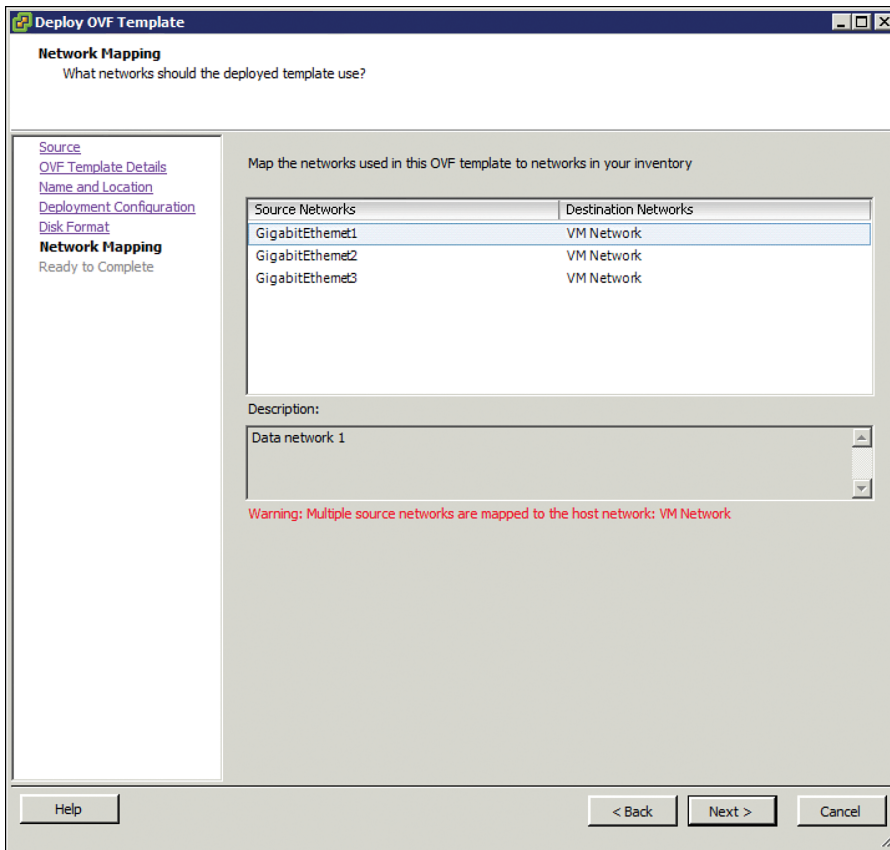 Deploy OVF Template
Network Mapping
What networks should the deployed template use?
Source
OVF Template Details
Name and Location
Deployment Configuration
Disk Format
Network Mapping
Ready to Complete
Map the networks used in this OVF template to networks in your inventory
Source Networks Destination Networks
GigabitEthernet1 VM Network
GigabitEthernet2 VM Network
GigabitEthernet3 VM Network
Description:
Data network 1
Warning: Multiple source networks are mapped to the host network: VM Network
Help < Back Next > Cancel